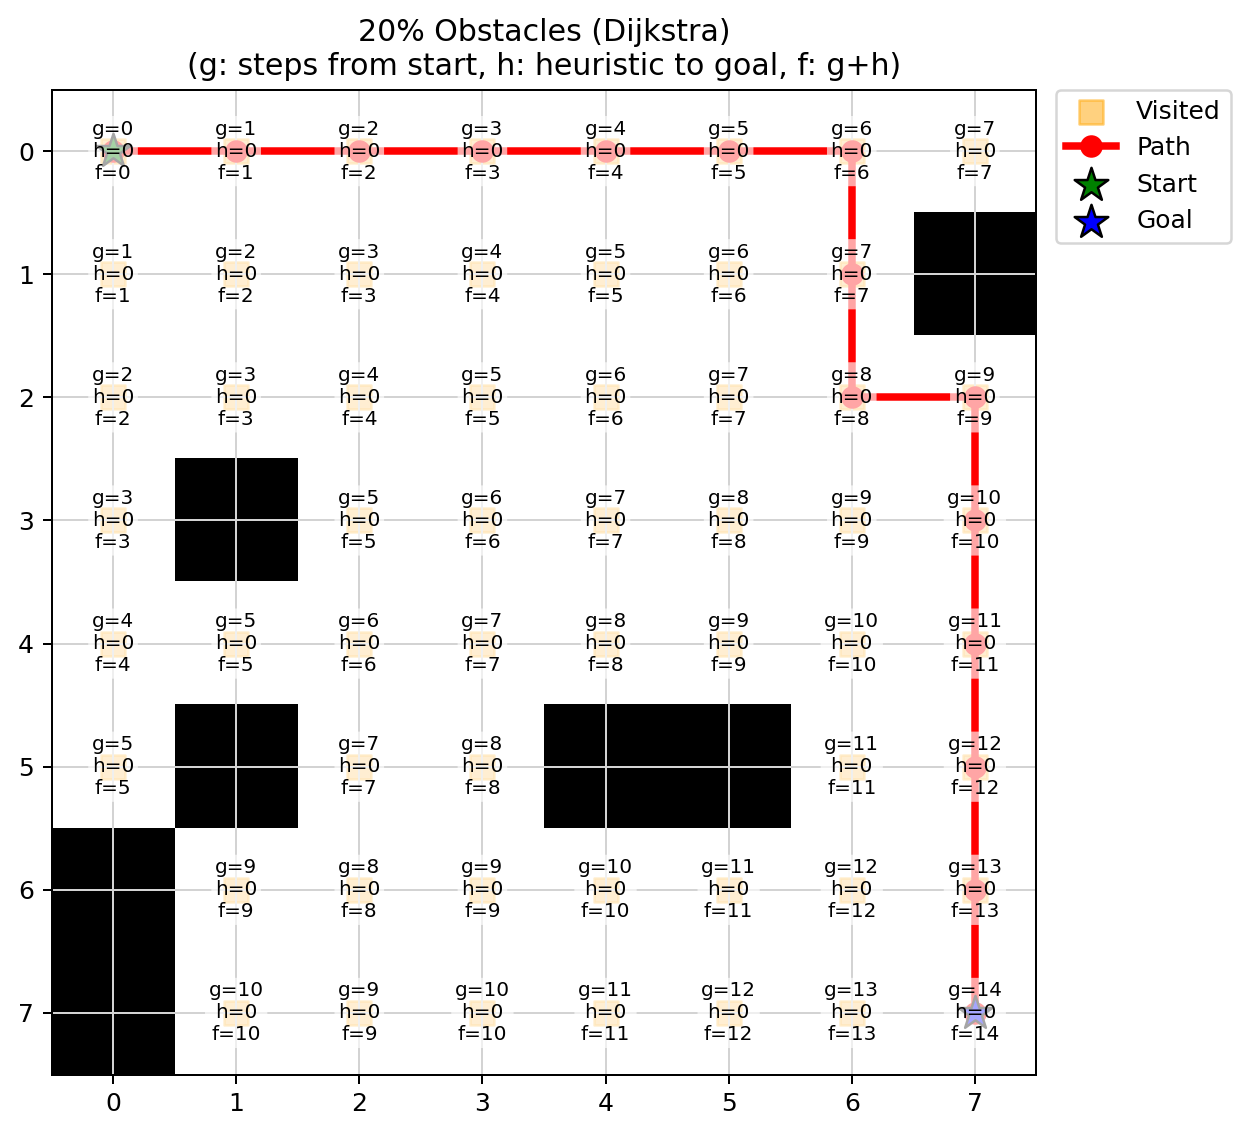 20% Obstacles (Dijkstra)
(g: steps from start, h: heuristic to goal, f: g+h)
Visited
Path
Start
Goal
0
g=0 g=1 g=2 g=3 g=4 g=5 g=6 g=7
h=0 h=0 h=0 h=0 h=0 h=0 h=0 h=0
f=0 f=1 f=2 f=3 f=4 f=5 f=6 f=7
1
g=1 g=2 g=3 g=4 g=5 g=6 g=7
h=0 h=0 h=0 h=0 h=0 h=0 h=0
f=1 f=2 f=3 f=4 f=5 f=6 f=7
2
g=2 g=3 g=4 g=5 g=6 g=7 g=8 g=9
h=0 h=0 h=0 h=0 h=0 h=0 h=0 h=0
f=2 f=3 f=4 f=5 f=6 f=7 f=8 f=9
3
g=3 g=5 g=6 g=7 g=8 g=9 g=10
h=0 h=0 h=0 h=0 h=0 h=0 h=0
f=3 f=5 f=6 f=7 f=8 f=9 f=10
4
g=4 g=5 g=6 g=7 g=8 g=9 g=10 g=11
h=0 h=0 h=0 h=0 h=0 h=0 h=0 h=0
f=4 f=5 f=6 f=7 f=8 f=9 f=10 f=11
5
g=5 g=7 g=8 g=11 g=12
h=0 h=0 h=0 h=0 h=0
f=5 f=7 f=8 f=11 f=12
6
g=9 g=8 g=9 g=10 g=11 g=12 g=13
h=0 h=0 h=0 h=0 h=0 h=0 h=0
f=9 f=8 f=9 f=10 f=11 f=12 f=13
7
g=10 g=9 g=10 g=11 g=12 g=13 g=14
h=0 h=0 h=0 h=0 h=0 h=0 h=0
f=10 f=9 f=10 f=11 f=12 f=13 f=14
0 1 2 3 4 5 6 7